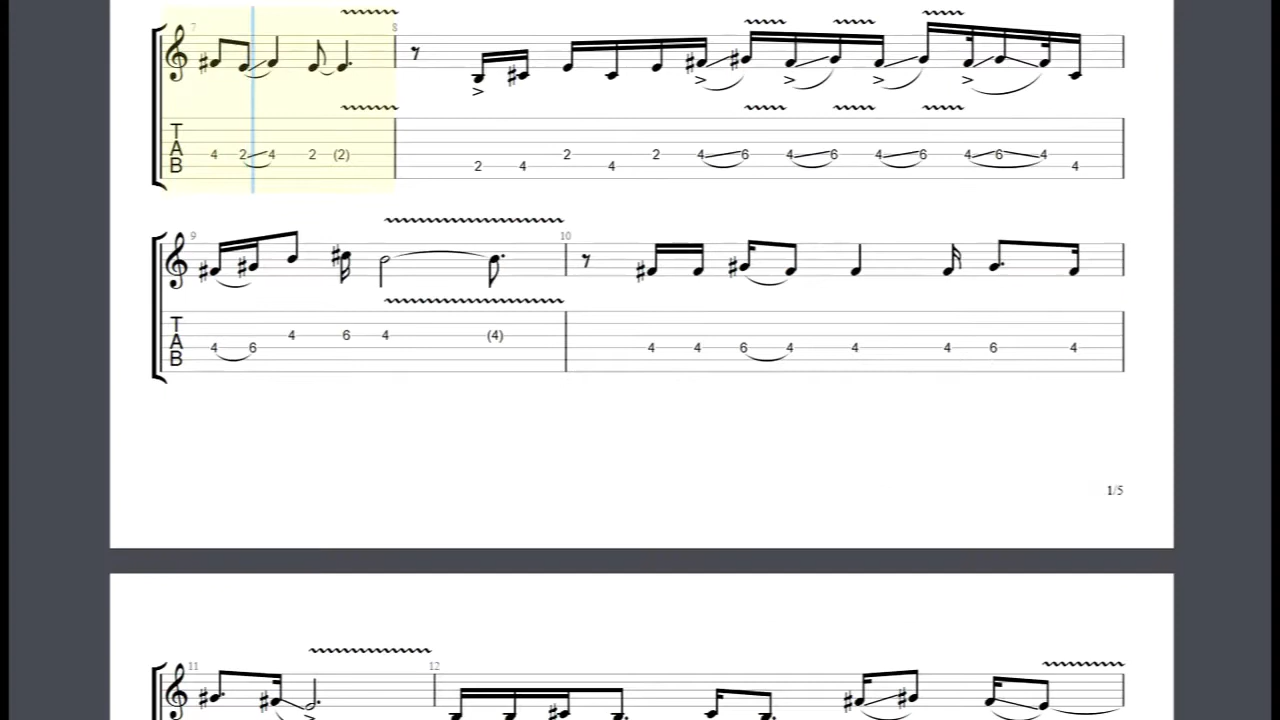 7 8
T
A
B
4 2 4 2 (2) 2 4 2 4 2 4 6 4 6 4 6 4 6 4 4
9 10
T
A
B
4 6 4 6 4 (4) 4 4 6 4 4 4 6 4
1/5
11 12